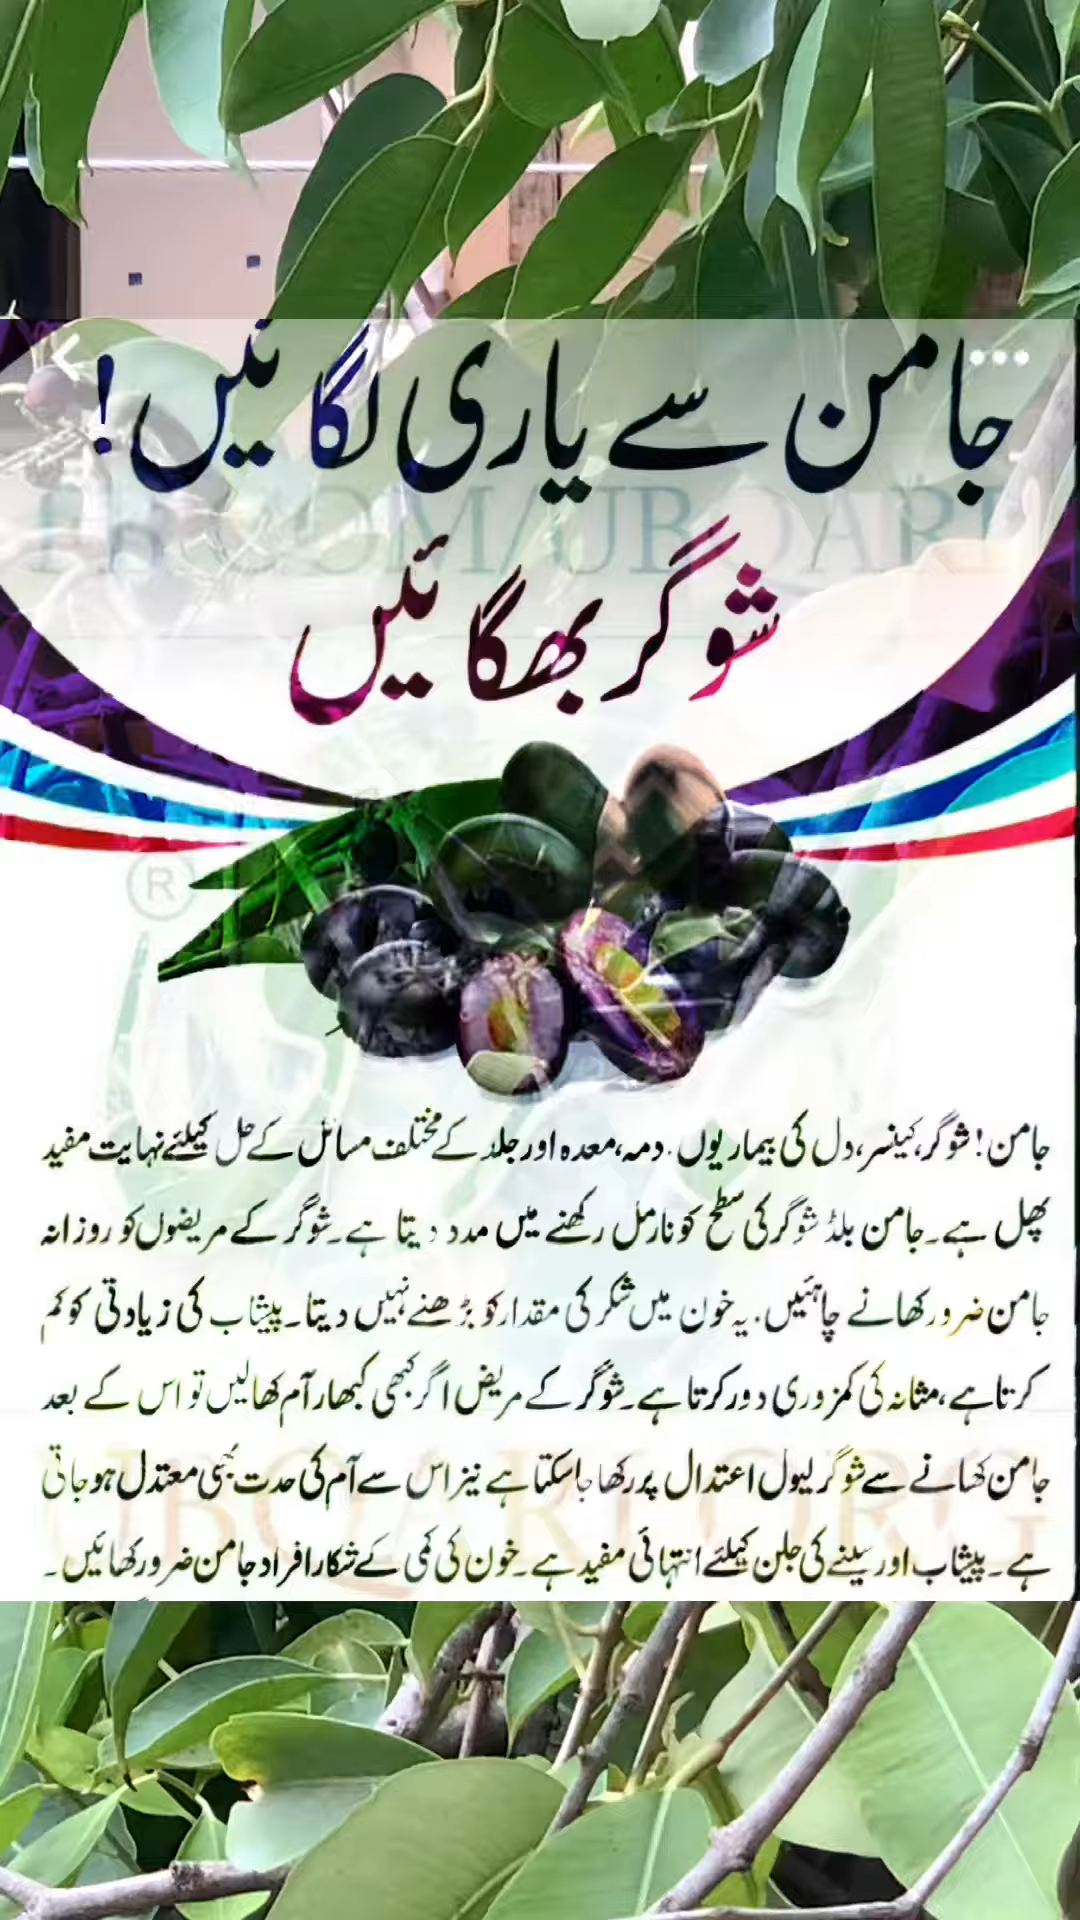 جامن سے یاری لگائیں!
شوگر بھگائیں
®
جامن! شوگر، کینسر، دل کی بیماریوں، دمہ، معدہ اور جلد کے مختلف مسائل کے حل کیلئے نہایت مفید
پھل ہے۔ جامن بلڈ شوگر کی سطح کو نارمل رکھنے میں مدد دیتا ہے۔ شوگر کے مریضوں کو روزانہ
جامن ضرور کھانے چاہئیں، یہ خون میں شکر کی مقدار کو بڑھنے نہیں دیتا۔ پیشاب کی زیادتی کو کم
کرتا ہے، مثانہ کی کمزوری دور کرتا ہے۔ شوگر کے مریض اگر کبھی کبھار آم کھالیں تو اس کے بعد
جامن کھانے سے شوگر لیول اعتدال پر رکھا جاسکتا ہے نیز اس سے آم کی حدت بھی معتدل ہوجاتی
ہے۔ پیشاب اور سینے کی جلن کیلئے انتہائی مفید ہے۔ خون کی کمی کے شکار افراد جامن ضرور کھائیں۔
UBQARI.ORG